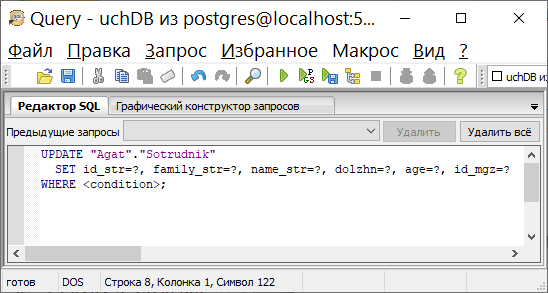 Query - uchDB из postgres@localhost:5...
Файл Правка Запрос Избранное Макрос Вид ?
uchDB из
Редактор SQL Графический конструктор запросов
Предыдущие запросы Удалить Удалить всё
UPDATE "Agat"."Sotrudnik"
SET id_str=?, family_str=?, name_str=?, dolzhn=?, age=?, id_mgz=?
WHERE <condition>;
готов DOS Строка 8, Колонка 1, Символ 122